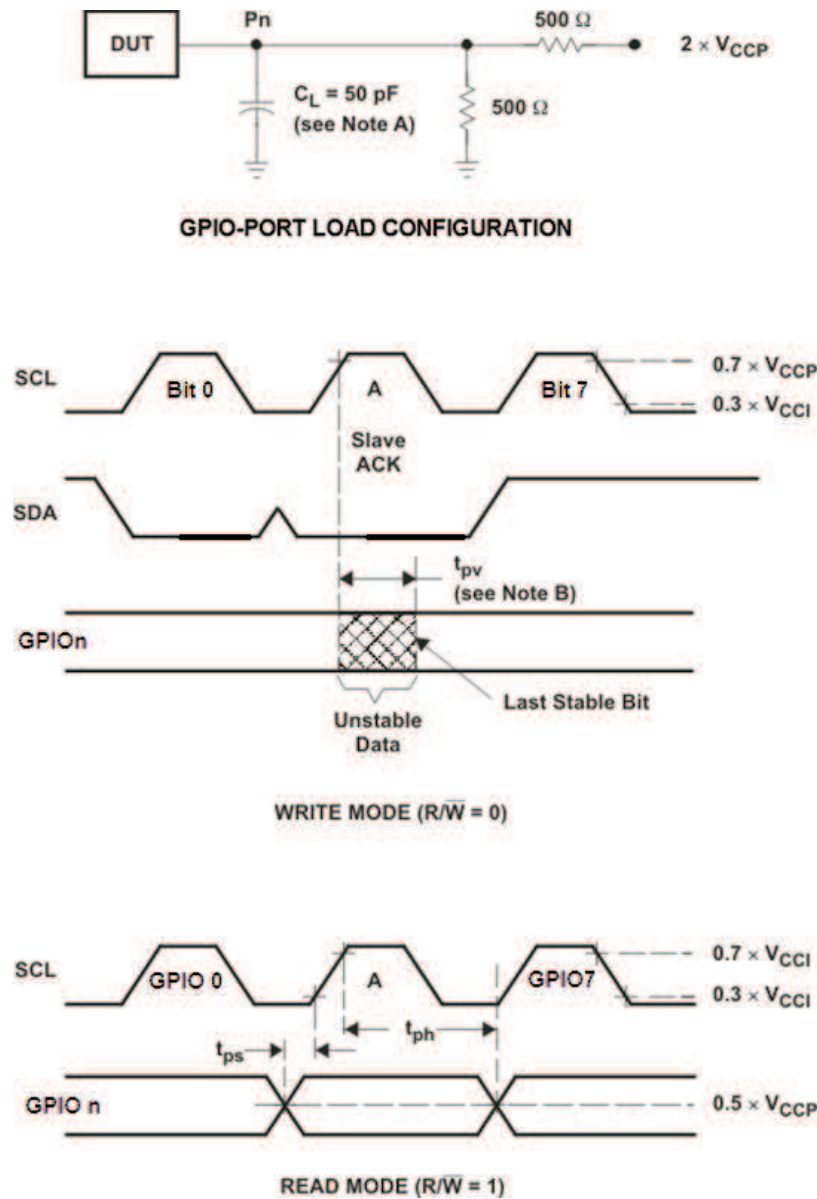 DUT
Pn
500 Ω
2 × VCCP
CL = 50 pF
(see Note A)
500 Ω
GPIO-PORT LOAD CONFIGURATION
SCL
Bit 0
A
Bit 7
0.7 × VCCP
0.3 × VCCI
Slave
ACK
SDA
tpv
(see Note B)
GPIOn
Last Stable Bit
Unstable
Data
WRITE MODE (R/W̅ = 0)
SCL
GPIO 0
A
GPIO7
0.7 × VCCI
0.3 × VCCI
tps
tph
GPIO n
0.5 × VCCP
READ MODE (R/W̅ = 1)